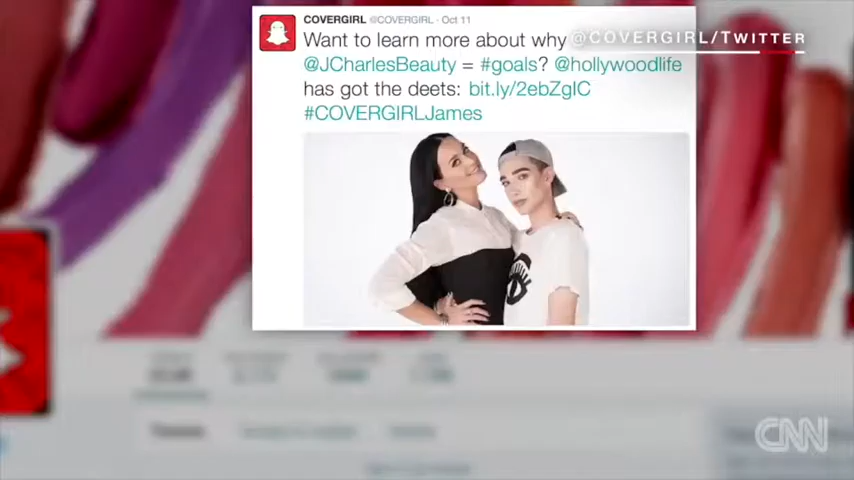 COVERGIRL @COVERGIRL · Oct 11
Want to learn more about why
@COVERGIRL/TWITTER
@JCharlesBeauty = #goals? @hollywoodlife
has got the deets: bit.ly/2ebZgIC
#COVERGIRLJames
CNN